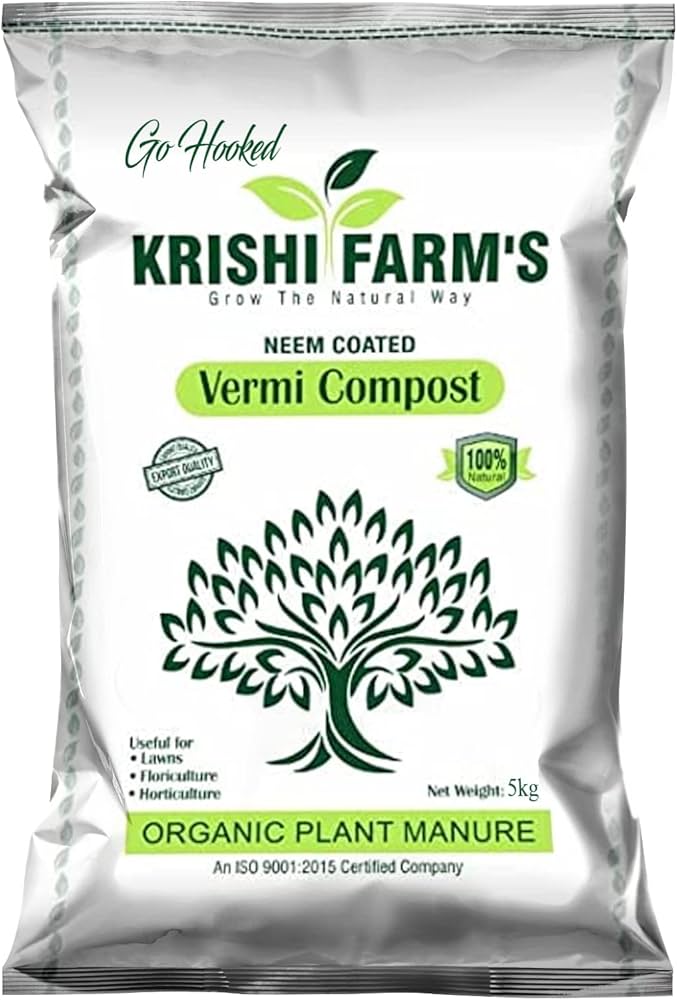 Go Hooked
KRISHI FARM'S
Grow The Natural Way
NEEM COATED
Vermi Compost
EXPORT QUALITY
100%
Natural
Useful for
• Lawns
• Floriculture
• Horticulture
Net Weight: 5kg
ORGANIC PLANT MANURE
An ISO 9001:2015 Certified Company